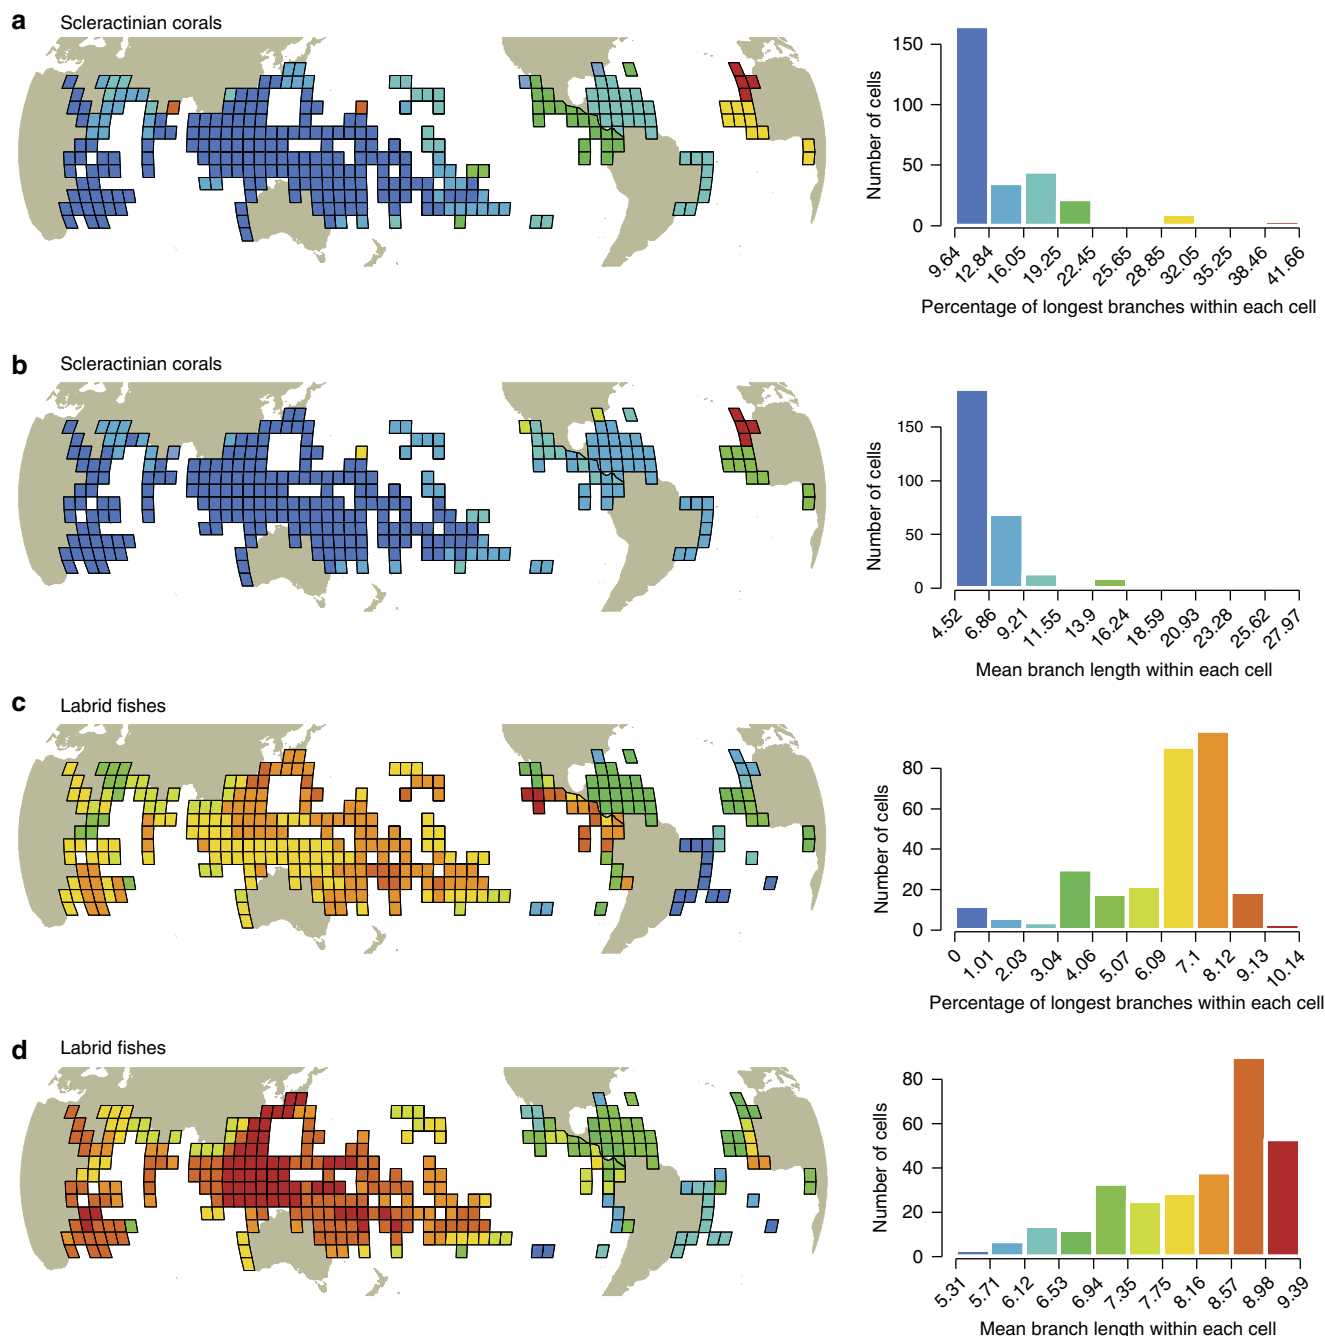 a Scleractinian corals
150
100
50
0
Number of cells
9.64 12.84 16.05 19.25 22.45 25.65 28.85 32.05 35.25 38.46 41.66
Percentage of longest branches within each cell
b Scleractinian corals
150
100
50
0
Number of cells
4.52 6.86 9.21 11.55 13.9 16.24 18.59 20.93 23.28 25.62 27.97
Mean branch length within each cell
c Labrid fishes
80
60
40
20
0
Number of cells
0 1.01 2.03 3.04 4.06 5.07 6.09 7.1 8.12 9.13 10.14
Percentage of longest branches within each cell
d Labrid fishes
80
60
40
20
0
Number of cells
5.31 5.71 6.12 6.53 6.94 7.35 7.75 8.16 8.57 8.98 9.39
Mean branch length within each cell